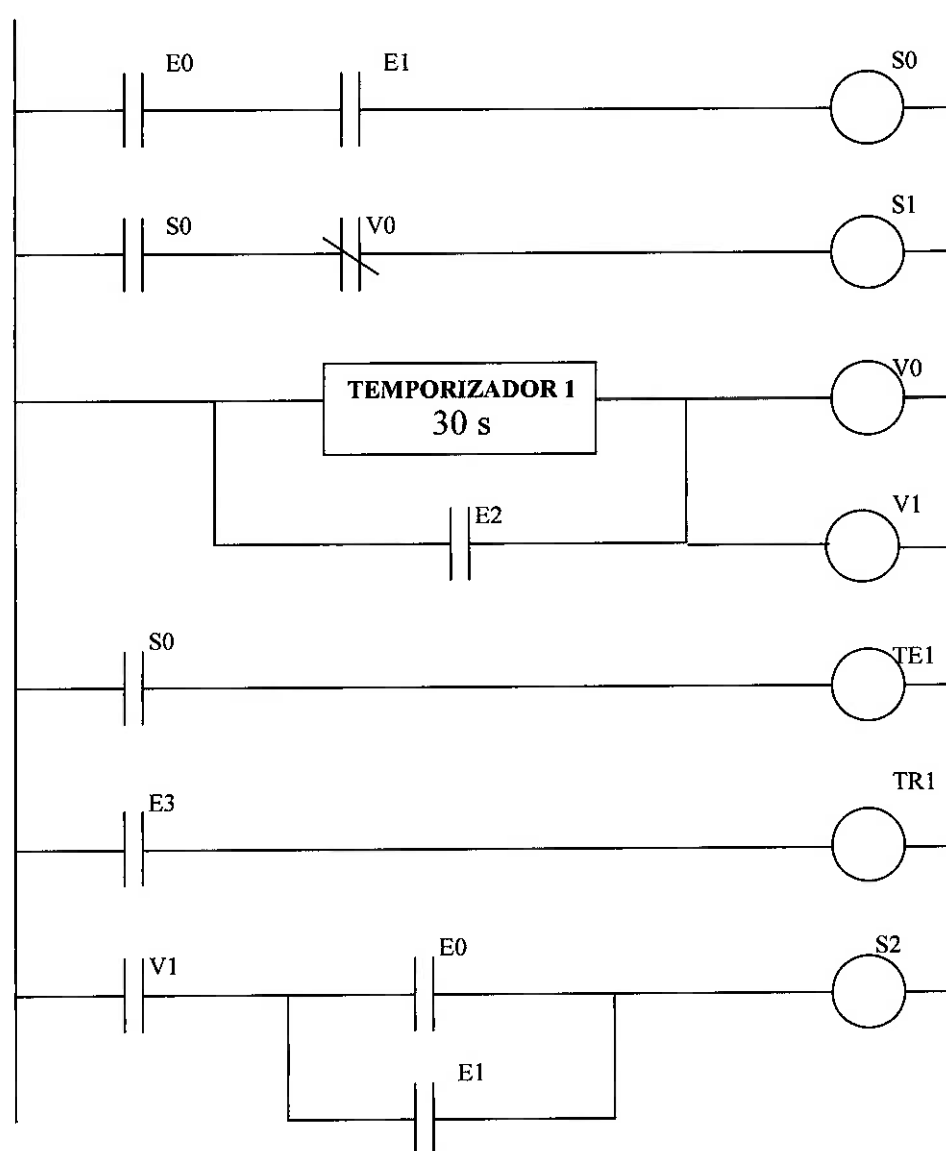 E0 E1 S0
S0 V0 S1
TEMPORIZADOR 1 V0
30 s
E2 V1
S0 TE1
E3 TR1
V1 E0 S2
E1